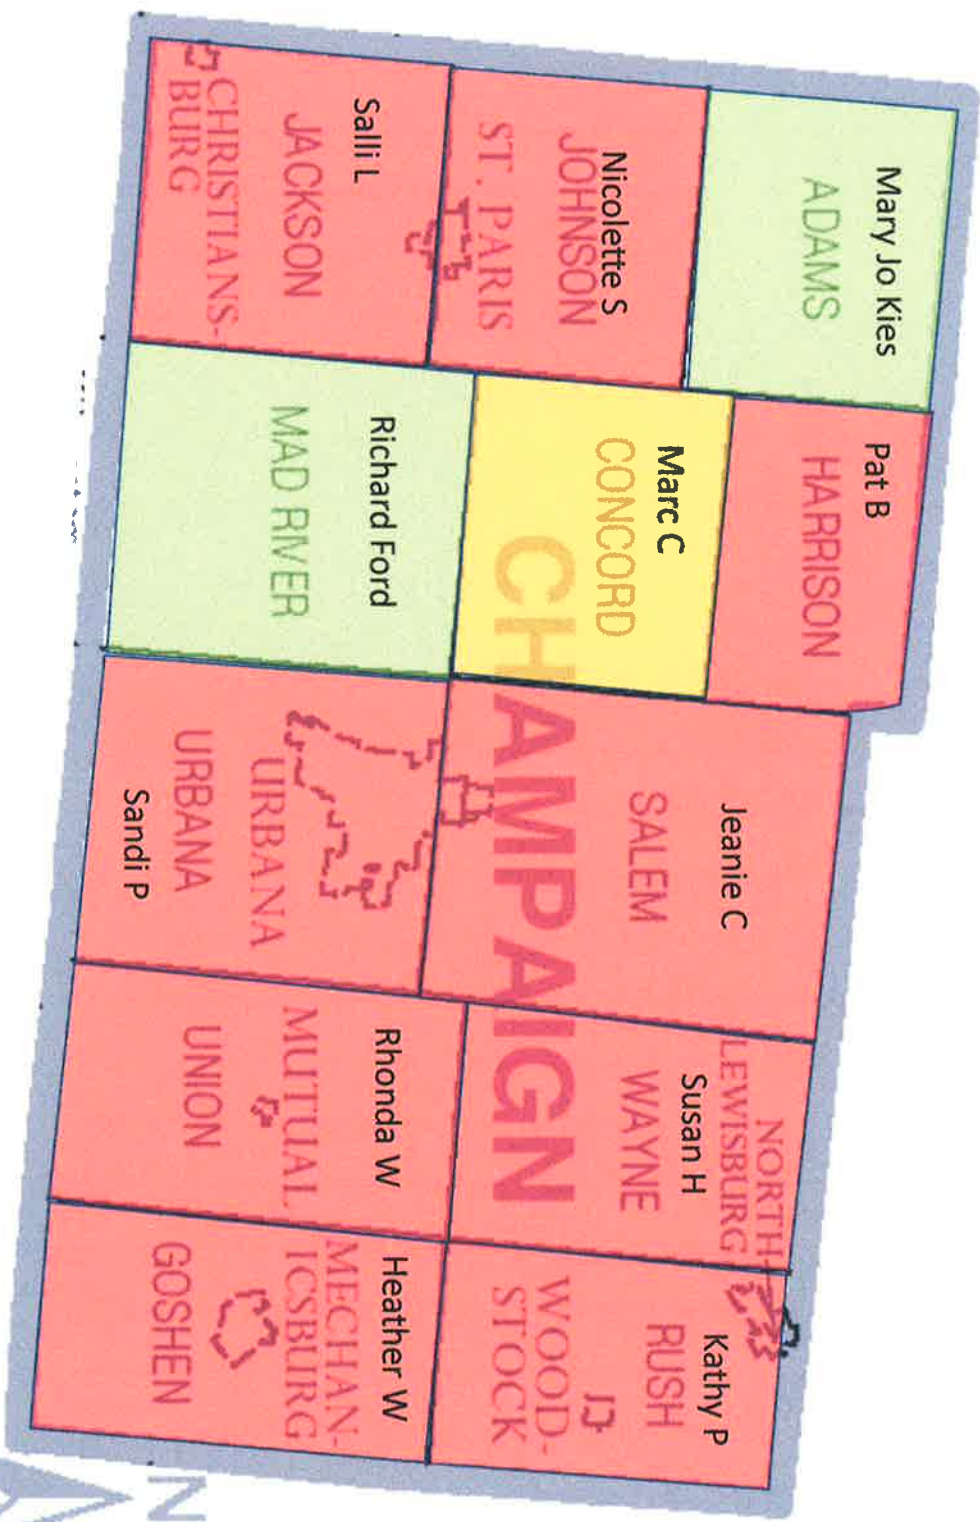 Mary Jo Kies
ADAMS
Pat B
HARRISON
Jeanie C
SALEM
NORTH
LEWISBURG
Susan H
WAYNE
Kathy P
RUSH
WOOD-
STOCK
Nicolette S
JOHNSON
ST. PARIS
Marc C
CONCORD
CHAMPAIGN
Salli L
JACKSON
CHRISTIANS-
BURG
Richard Ford
MAD RIVER
URBANA
URBANA
Sandi P
Rhonda W
MUTUAL
UNION
Heather W
MECHAN-
ICSBURG
GOSHEN
N